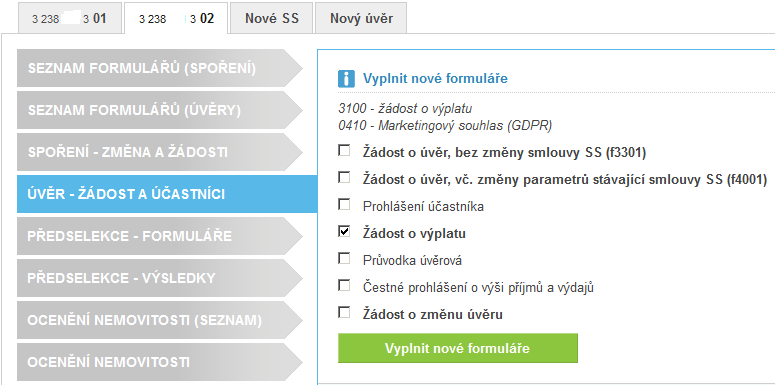 3 238 3 01
3 238 3 02
Nové SS
Nový úvěr
SEZNAM FORMULÁŘŮ (SPOŘENÍ)
SEZNAM FORMULÁŘŮ (ÚVĚRY)
SPOŘENÍ - ZMĚNA A ŽÁDOSTI
ÚVĚR - ŽÁDOST A ÚČASTNÍCI
PŘEDSELEKCE - FORMULÁŘE
PŘEDSELEKCE - VÝSLEDKY
OCENĚNÍ NEMOVITOSTI (SEZNAM)
OCENĚNÍ NEMOVITOSTI
Vyplnit nové formuláře
3100 - žádost o výplatu
0410 - Marketingový souhlas (GDPR)
Žádost o úvěr, bez změny smlouvy SS (f3301)
Žádost o úvěr, vč. změny parametrů stávající smlouvy SS (f4001)
Prohlášení účastníka
Žádost o výplatu
Průvodka úvěrová
Čestné prohlášení o výši příjmů a výdajů
Žádost o změnu úvěru
Vyplnit nové formuláře